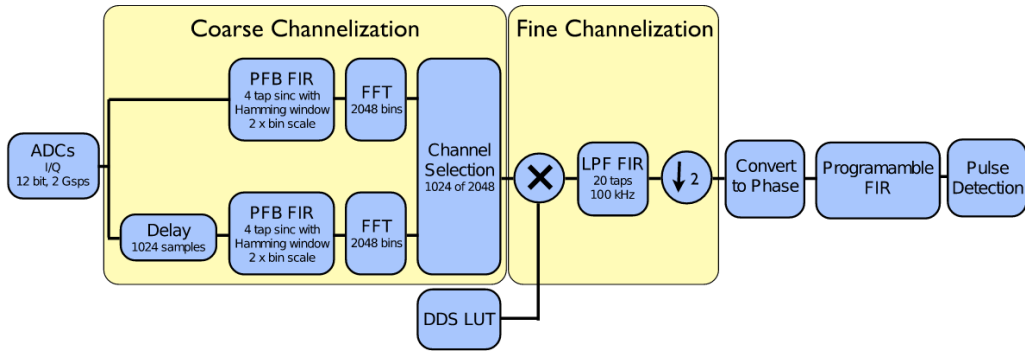 Coarse Channelization
Fine Channelization
PFB FIR
4 tap sinc with
Hamming window
2 x bin scale
FFT
2048 bins
ADCs
I/Q
12 bit, 2 Gsps
Channel
Selection
1024 of 2048
LPF FIR
20 taps
100 kHz
2
Convert
to Phase
Programamble
FIR
Pulse
Detection
Delay
1024 samples
PFB FIR
4 tap sinc with
Hamming window
2 x bin scale
FFT
2048 bins
DDS LUT